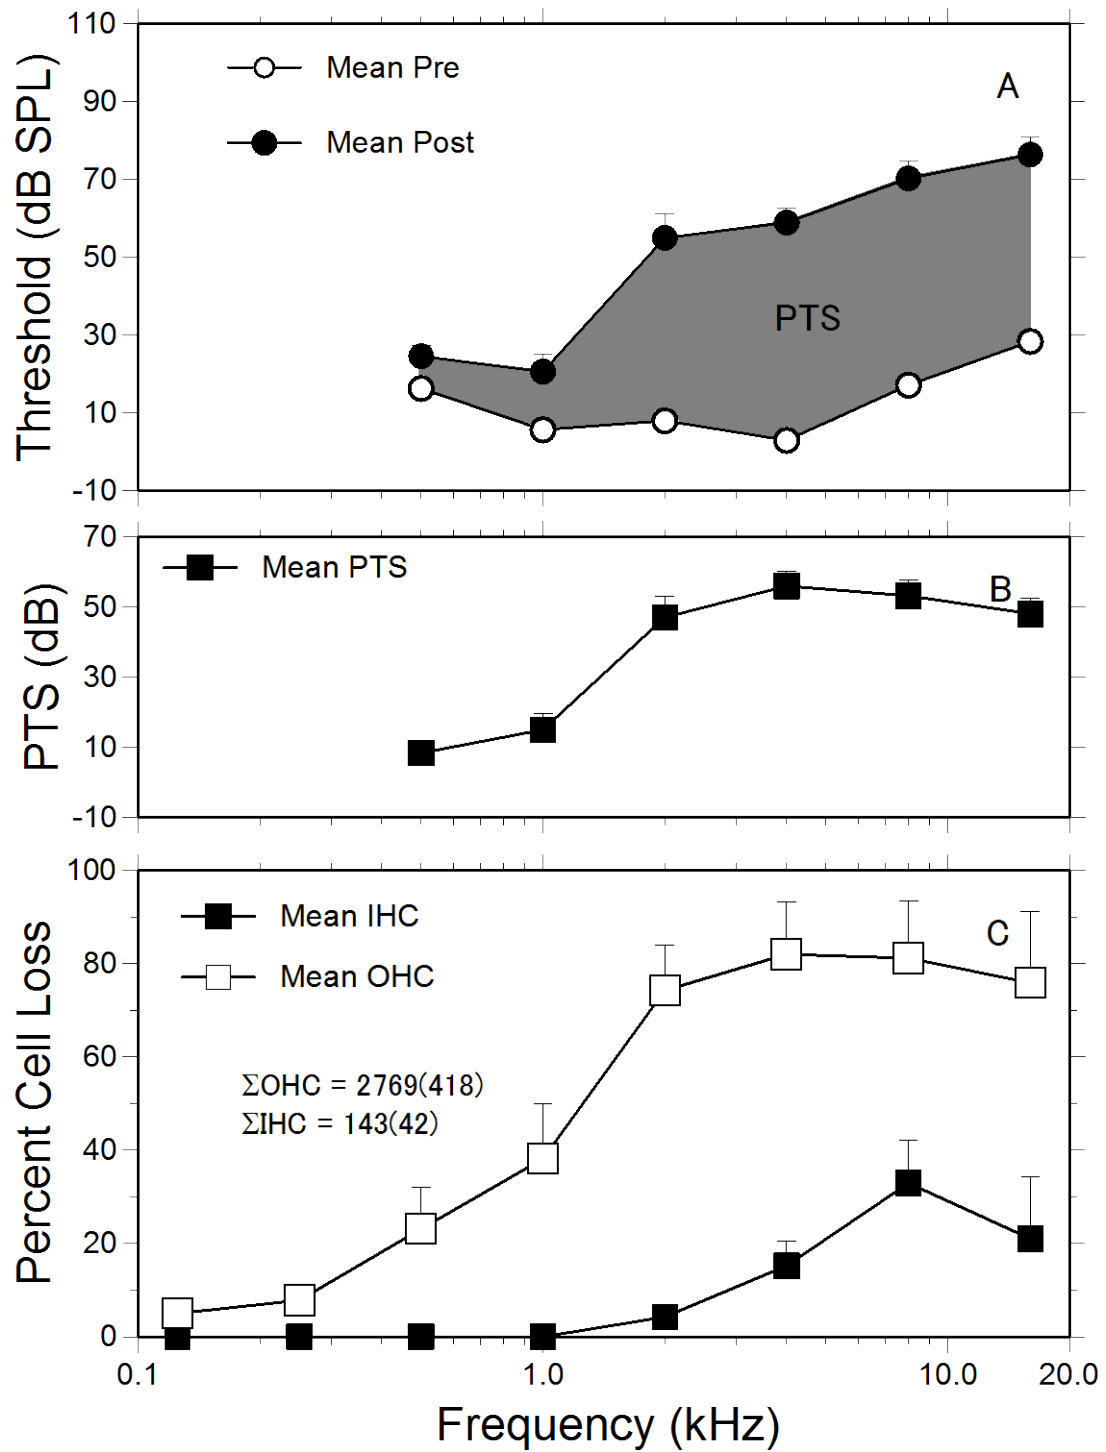 110
90
70
50
30
10
-10
Threshold (dB SPL)
Mean Pre
Mean Post
A
PTS
70
50
30
10
-10
PTS (dB)
Mean PTS
B
100
80
60
40
20
0
Percent Cell Loss
Mean IHC
Mean OHC
C
ΣOHC = 2769(418)
ΣIHC = 143(42)
0.1 1.0 10.0 20.0
Frequency (kHz)